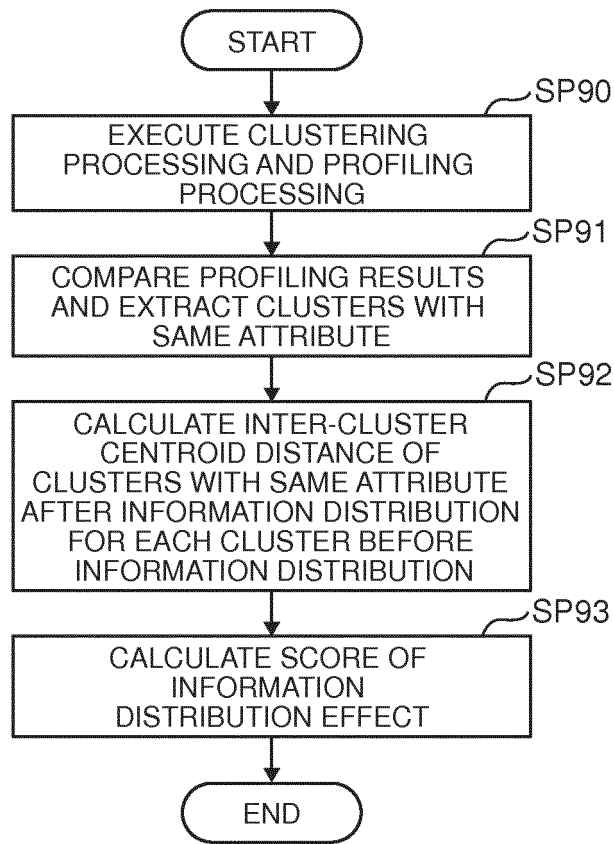 START
SP90
EXECUTE CLUSTERING
PROCESSING AND PROFILING
PROCESSING
SP91
COMPARE PROFILING RESULTS
AND EXTRACT CLUSTERS WITH
SAME ATTRIBUTE
SP92
CALCULATE INTER-CLUSTER
CENTROID DISTANCE OF
CLUSTERS WITH SAME ATTRIBUTE
AFTER INFORMATION DISTRIBUTION
FOR EACH CLUSTER BEFORE
INFORMATION DISTRIBUTION
SP93
CALCULATE SCORE OF
INFORMATION
DISTRIBUTION EFFECT
END